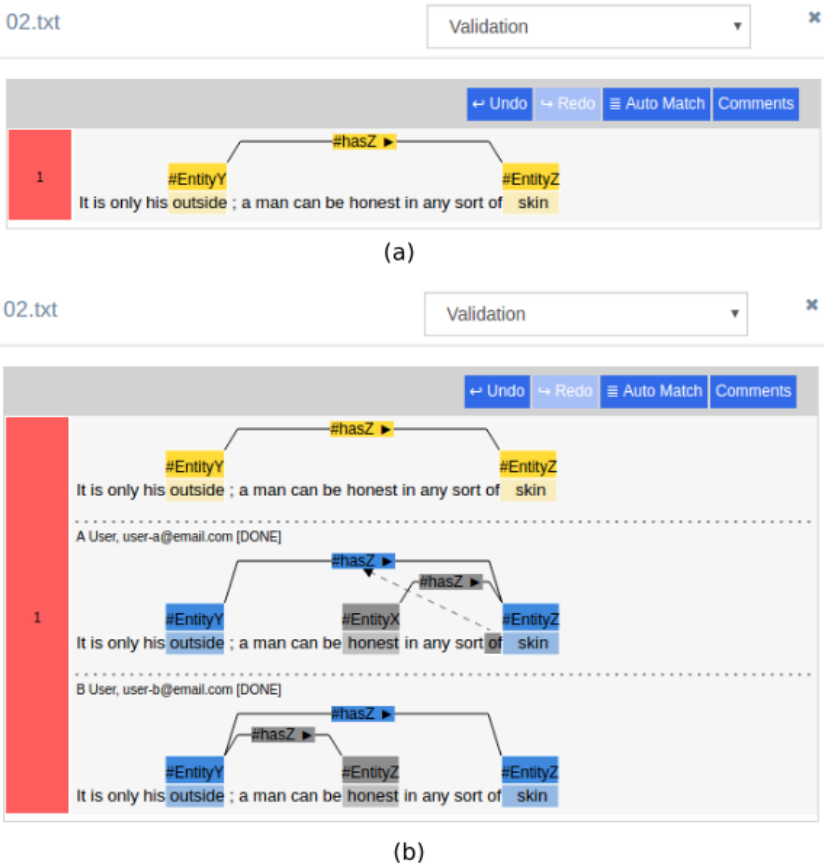 02.txt
Validation
Undo Redo Auto Match Comments
#hasZ ►
#EntityY #EntityZ
1
It is only his outside ; a man can be honest in any sort of skin
(a)
02.txt
Validation
Undo Redo Auto Match Comments
#hasZ ►
#EntityY #EntityZ
It is only his outside ; a man can be honest in any sort of skin
A User, user-a@email.com [DONE]
#hasZ ►
#hasZ ►
1
#EntityY #EntityX #EntityZ
It is only his outside ; a man can be honest in any sort of skin
B User, user-b@email.com [DONE]
#hasZ ►
#hasZ ►
#EntityY #EntityZ #EntityZ
It is only his outside ; a man can be honest in any sort of skin
(b)